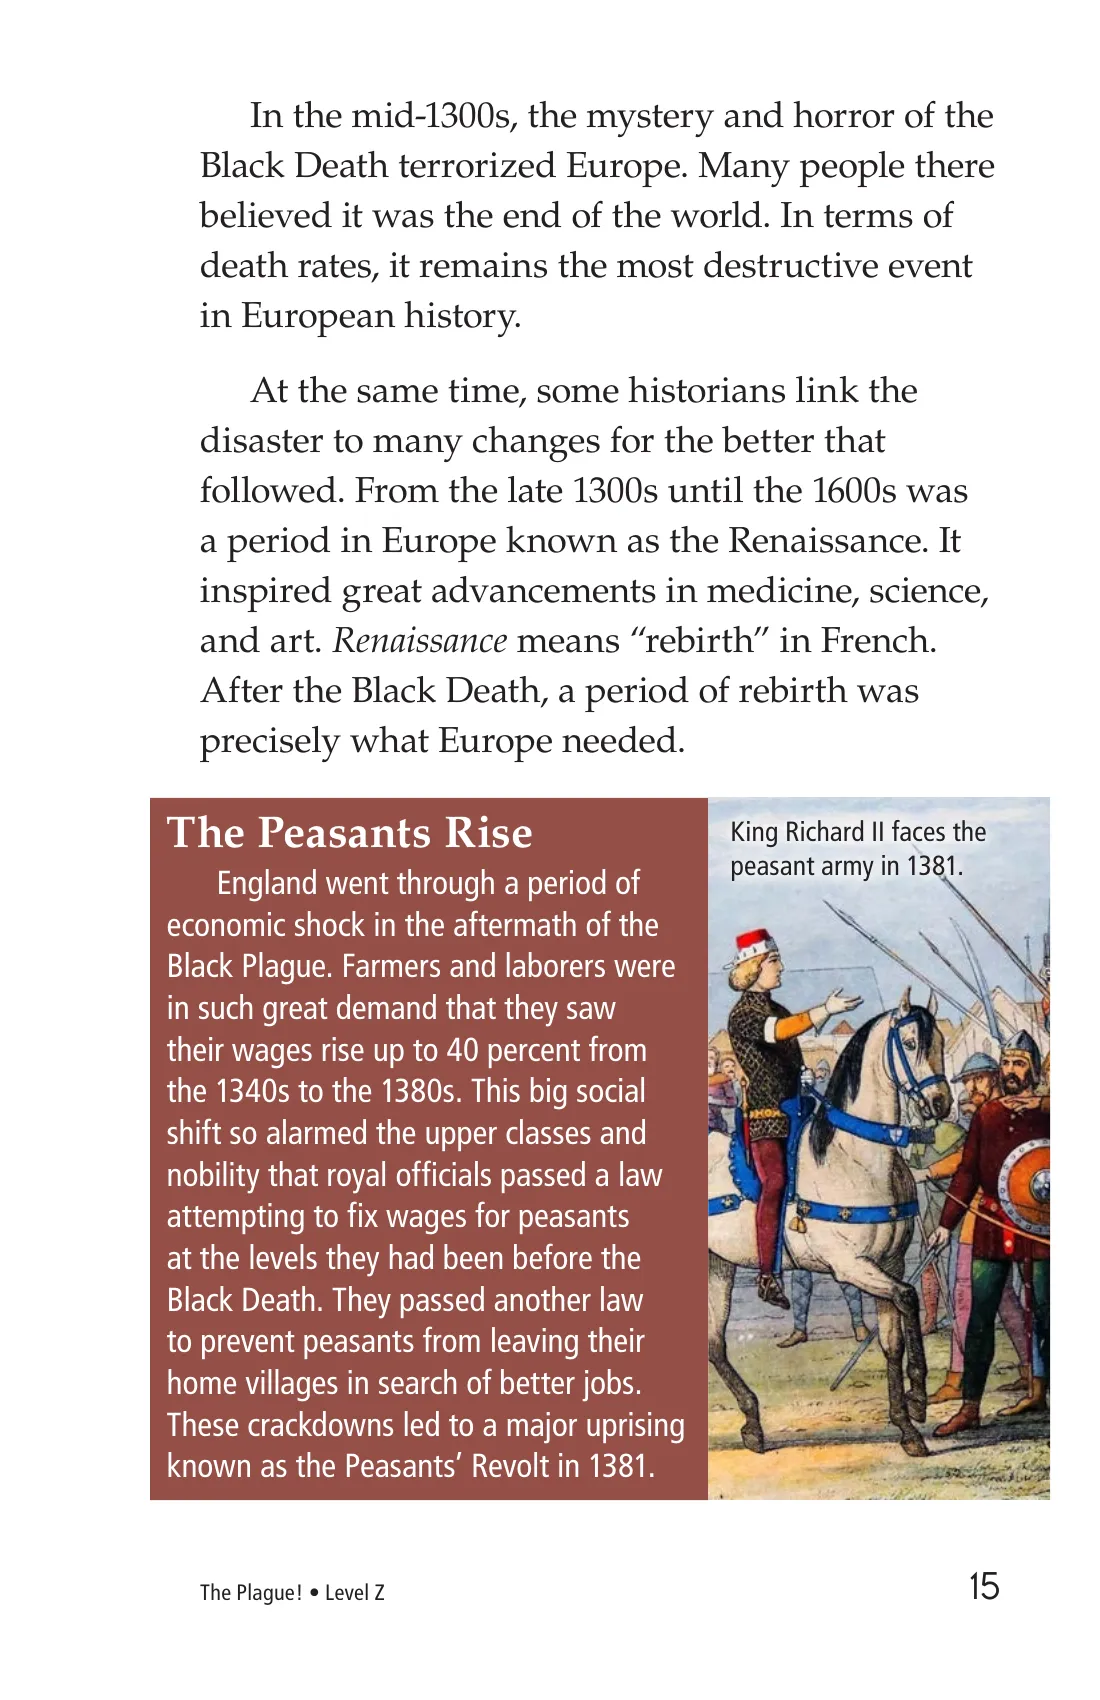 In the mid-1300s, the mystery and horror of the
Black Death terrorized Europe. Many people there
believed it was the end of the world. In terms of
death rates, it remains the most destructive event
in European history.
At the same time, some historians link the
disaster to many changes for the better that
followed. From the late 1300s until the 1600s was
a period in Europe known as the Renaissance. It
inspired great advancements in medicine, science,
and art. Renaissance means “rebirth” in French.
After the Black Death, a period of rebirth was
precisely what Europe needed.
The Peasants Rise
England went through a period of
economic shock in the aftermath of the
Black Plague. Farmers and laborers were
in such great demand that they saw
their wages rise up to 40 percent from
the 1340s to the 1380s. This big social
shift so alarmed the upper classes and
nobility that royal officials passed a law
attempting to fix wages for peasants
at the levels they had been before the
Black Death. They passed another law
to prevent peasants from leaving their
home villages in search of better jobs.
These crackdowns led to a major uprising
known as the Peasants’ Revolt in 1381.
King Richard II faces the
peasant army in 1381.
The Plague! • Level Z
15